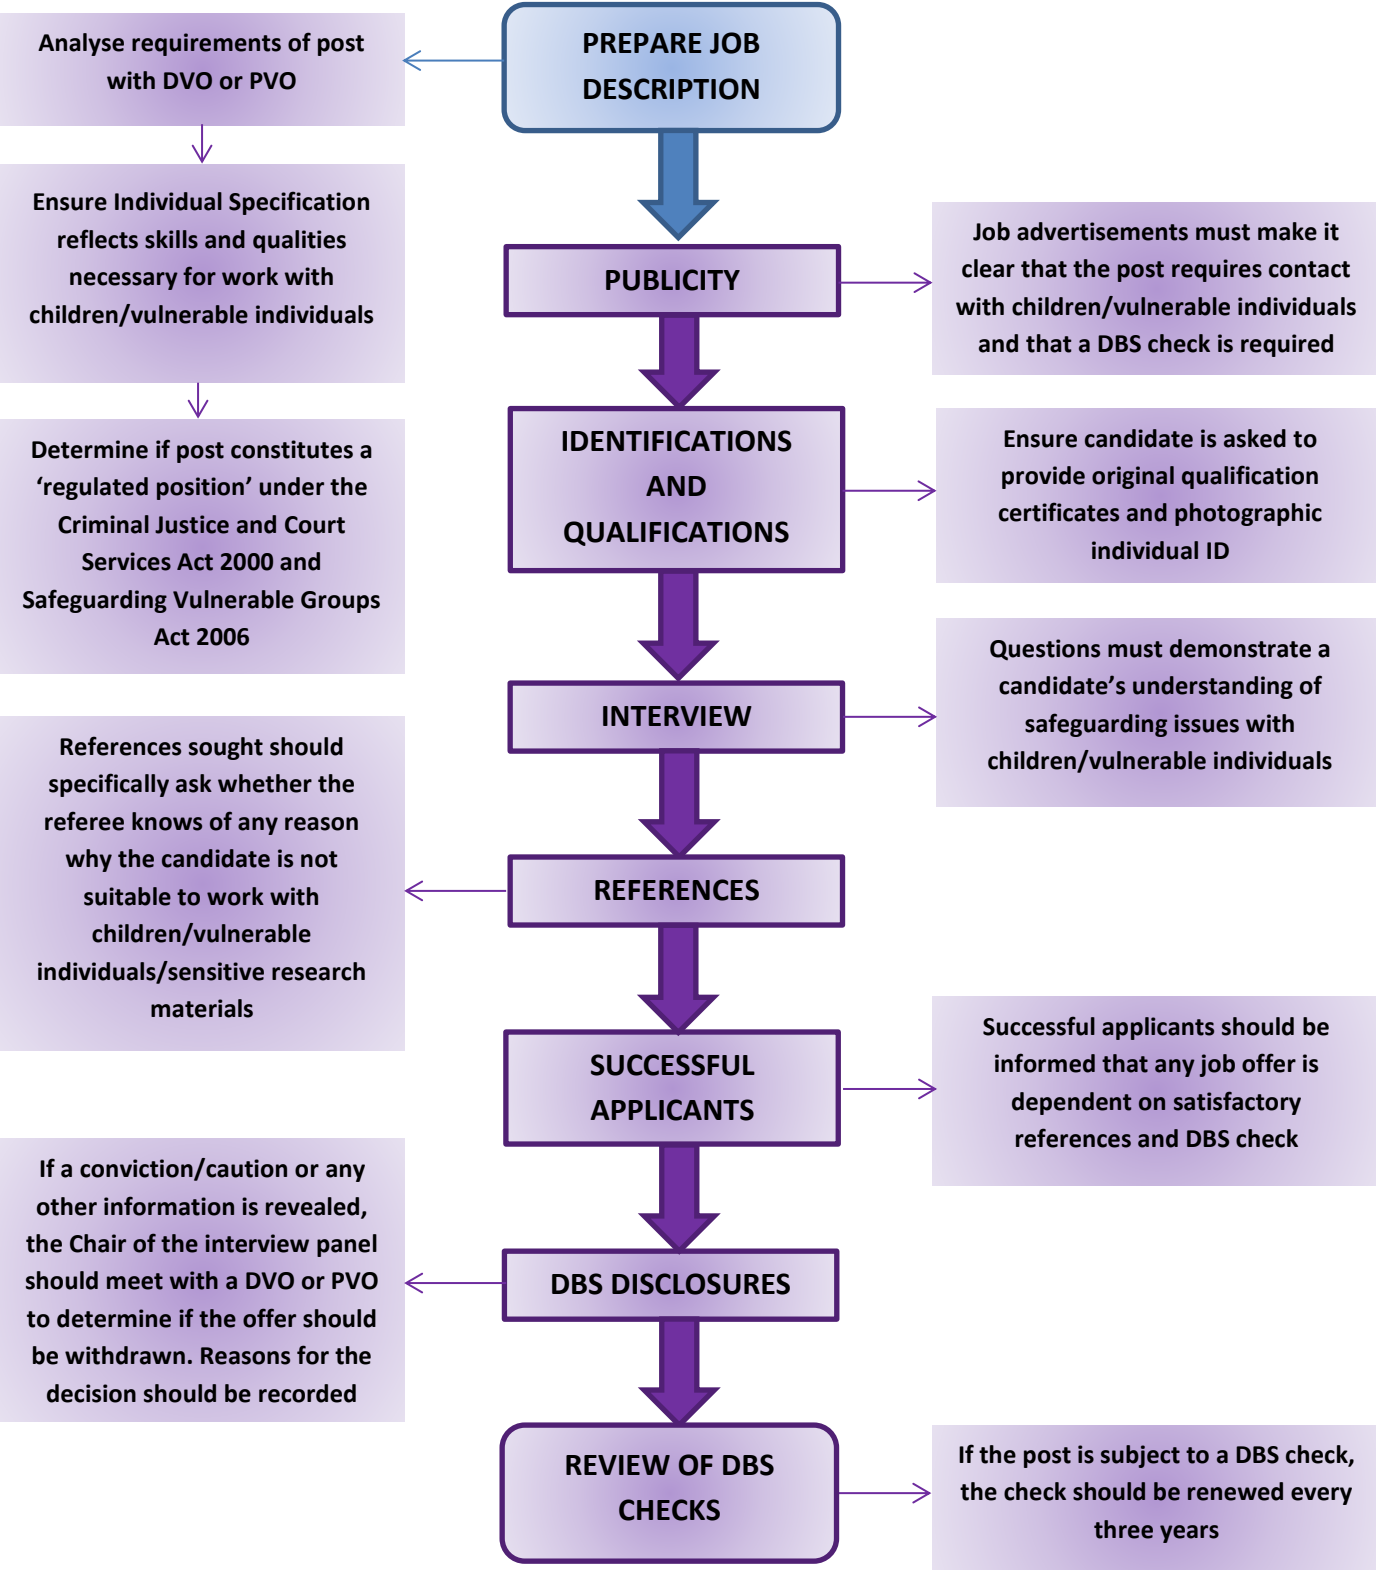 PREPARE JOB
DESCRIPTION
Analyse requirements of post
with DVO or PVO
Ensure Individual Specification
reflects skills and qualities
necessary for work with
children/vulnerable individuals
Determine if post constitutes a
‘regulated position’ under the
Criminal Justice and Court
Services Act 2000 and
Safeguarding Vulnerable Groups
Act 2006
PUBLICITY
Job advertisements must make it
clear that the post requires contact
with children/vulnerable individuals
and that a DBS check is required
IDENTIFICATIONS
AND
QUALIFICATIONS
Ensure candidate is asked to
provide original qualification
certificates and photographic
individual ID
INTERVIEW
Questions must demonstrate a
candidate’s understanding of
safeguarding issues with
children/vulnerable individuals
REFERENCES
References sought should
specifically ask whether the
referee knows of any reason
why the candidate is not
suitable to work with
children/vulnerable
individuals/sensitive research
materials
SUCCESSFUL
APPLICANTS
Successful applicants should be
informed that any job offer is
dependent on satisfactory
references and DBS check
DBS DISCLOSURES
If a conviction/caution or any
other information is revealed,
the Chair of the interview panel
should meet with a DVO or PVO
to determine if the offer should
be withdrawn. Reasons for the
decision should be recorded
REVIEW OF DBS
CHECKS
If the post is subject to a DBS check,
the check should be renewed every
three years